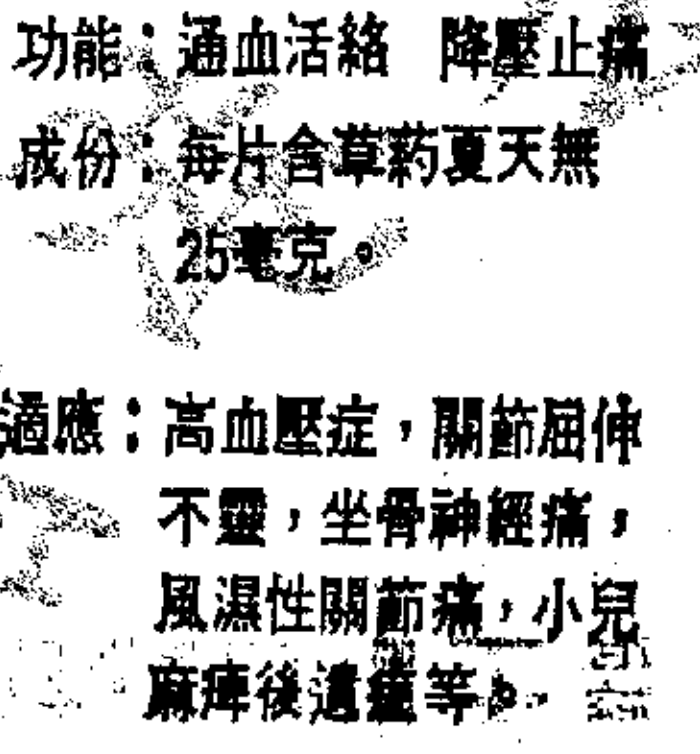 功能：通血活絡　降壓止痛
成份：每片含草药夏天無
25毫克。
適應：高血壓症，關節屈伸
不靈，坐骨神經痛，
風濕性關節痛，小兒
麻痺後遺症等。